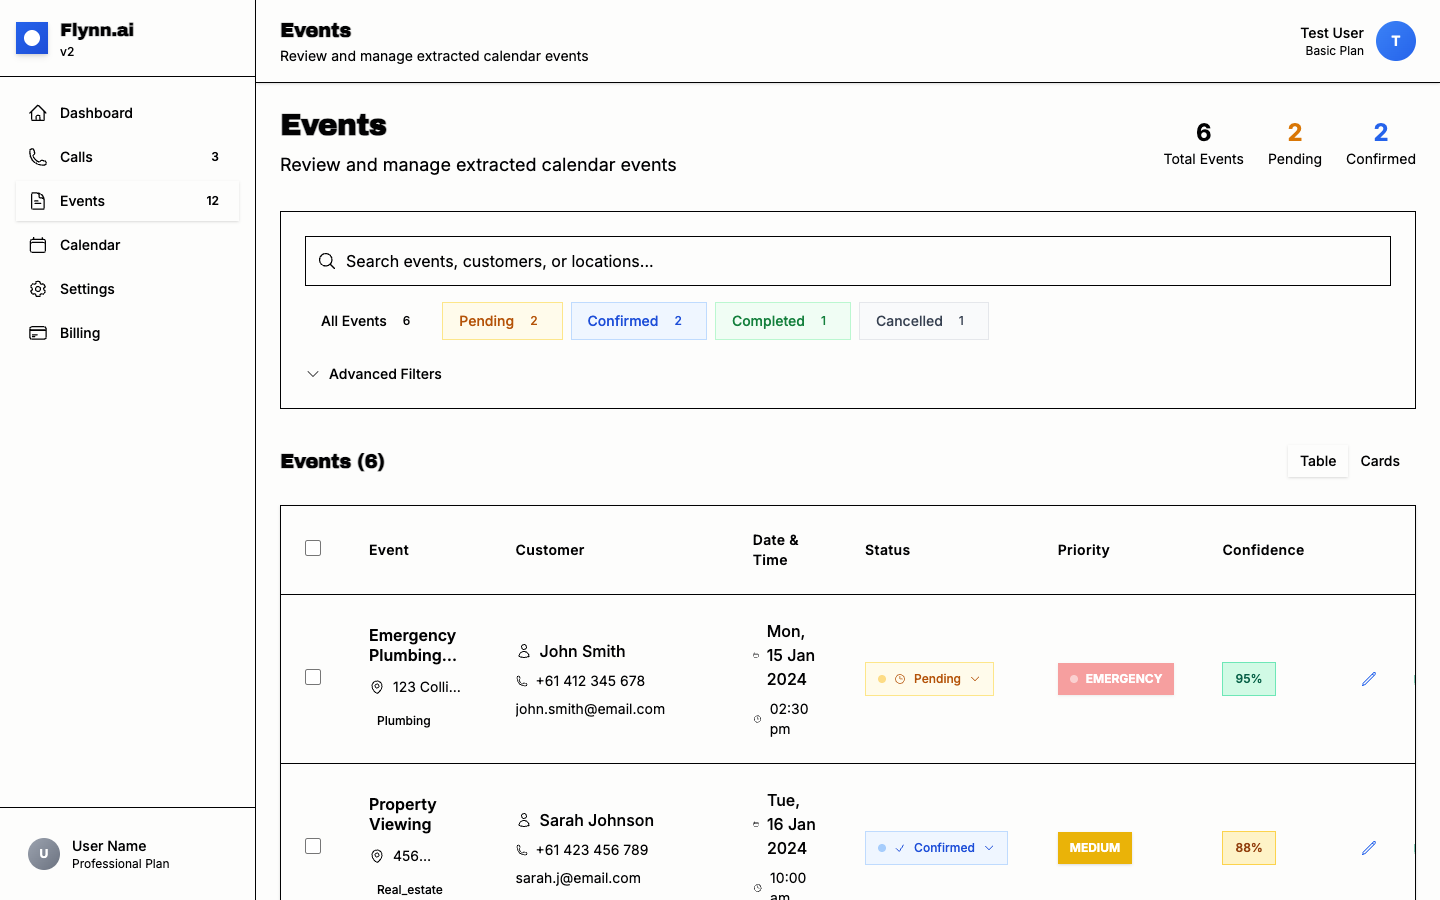 Flynn.ai
v2
Dashboard
Calls 3
Events 12
Calendar
Settings
Billing
U
User Name
Professional Plan
Events
Review and manage extracted calendar events
Test User
Basic Plan
T
Events
Review and manage extracted calendar events
6
Total Events
2
Pending
2
Confirmed
Search events, customers, or locations...
All Events 6
Pending 2
Confirmed 2
Completed 1
Cancelled 1
Advanced Filters
Events (6)
Table
Cards
Event
Customer
Date &
Time
Status
Priority
Confidence
Emergency
Plumbing...
123 Colli...
Plumbing
John Smith
+61 412 345 678
john.smith@email.com
Mon,
15 Jan
2024
02:30
pm
Pending
EMERGENCY
95%
Property
Viewing
456...
Real_estate
Sarah Johnson
+61 423 456 789
sarah.j@email.com
Tue,
16 Jan
2024
10:00
am
Confirmed
MEDIUM
88%